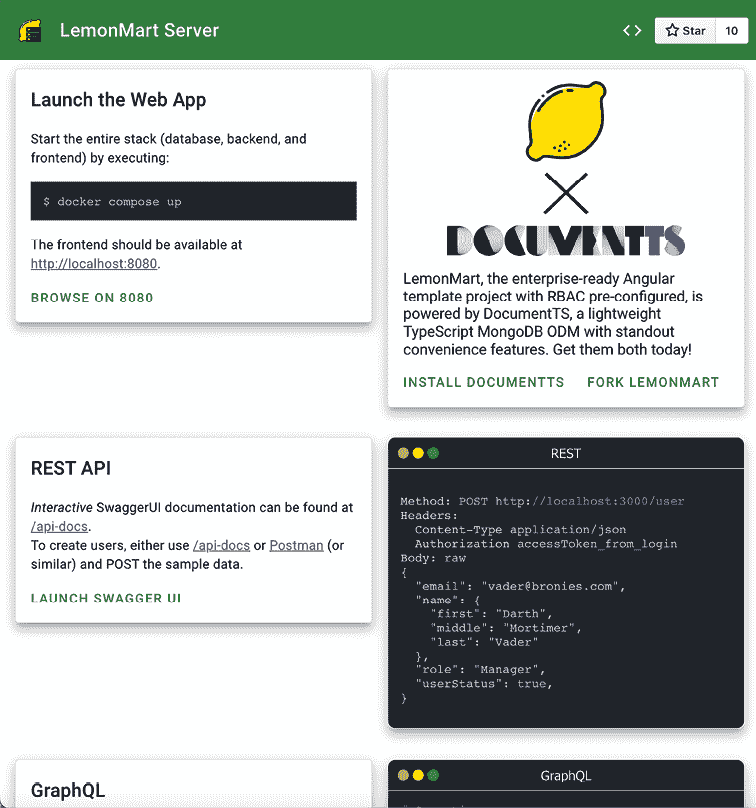 LemonMart Server
Star
10
Launch the Web App
Start the entire stack (database, backend, and
frontend) by executing:
$ docker compose up
The frontend should be available at
http://localhost:8080.
BROWSE ON 8080
DOCUMENTTS
LemonMart, the enterprise-ready Angular
template project with RBAC pre-configured, is
powered by DocumentTS, a lightweight
TypeScript MongoDB ODM with standout
convenience features. Get them both today!
INSTALL DOCUMENTTS FORK LEMONMART
REST API
Interactive SwaggerUI documentation can be found at
/api-docs.
To create users, either use /api-docs or Postman (or
similar) and POST the sample data.
LAUNCH SWAGGER UI
REST
Method: POST http://localhost:3000/user
Headers:
Content-Type application/json
Authorization accessToken_from_login
Body: raw
{
"email": "vader@bronies.com",
"name": {
"first": "Darth",
"middle": "Mortimer",
"last": "Vader"
},
"role": "Manager",
"userStatus": true,
}
GraphQL
GraphQL